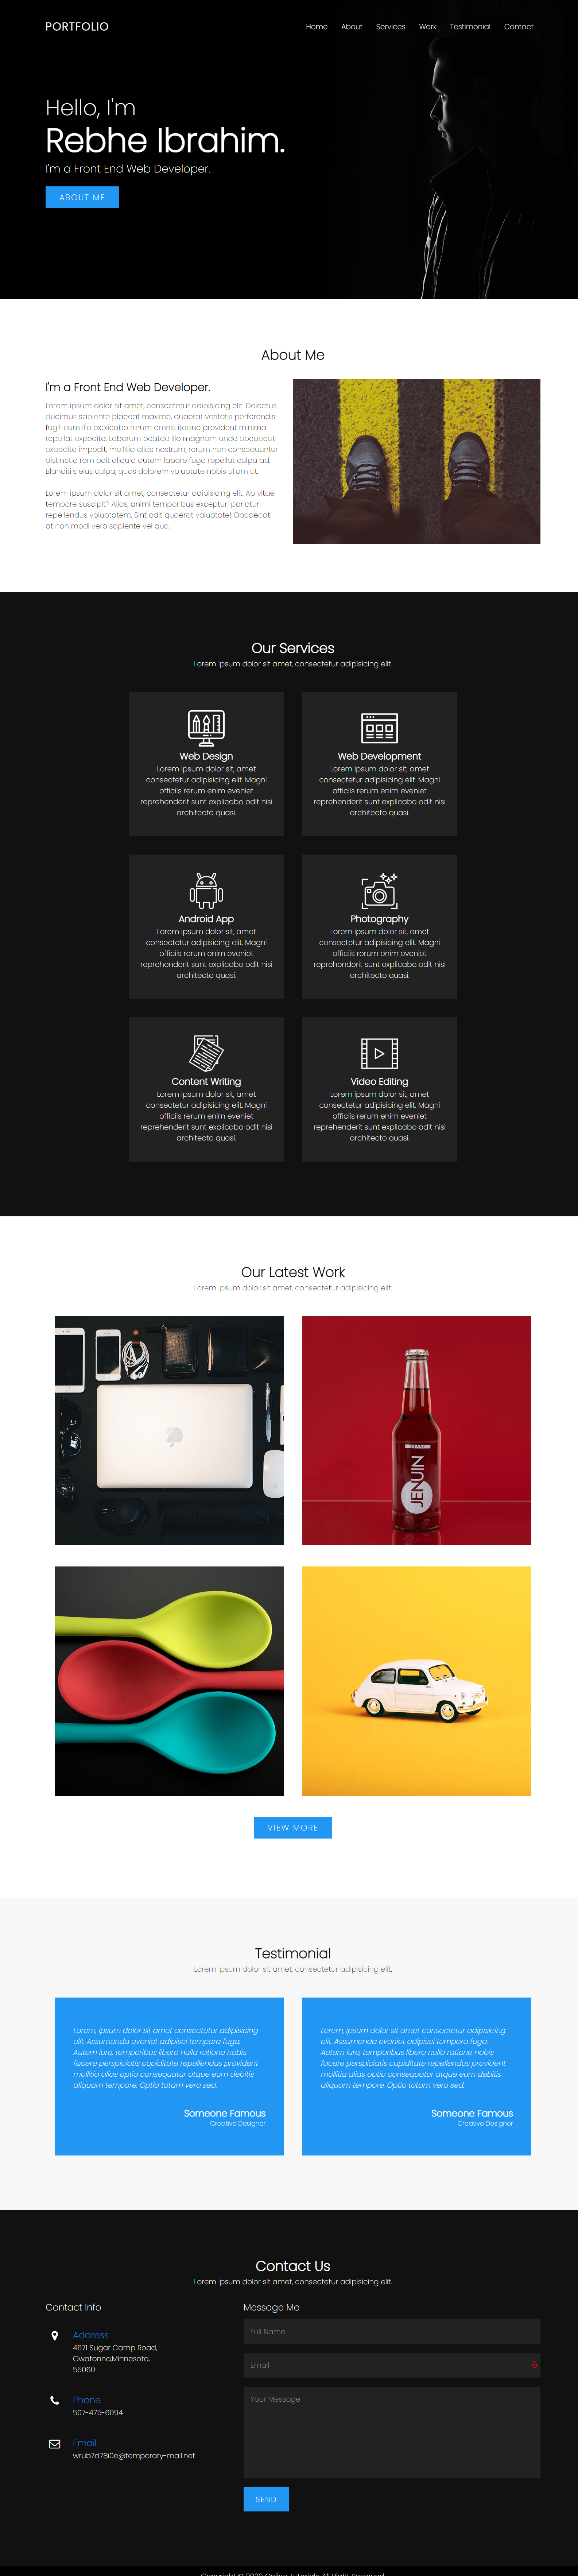 PORTFOLIO
Home About Services Work Testimonial Contact
Hello, I'm
Rebhe Ibrahim.
I'm a Front End Web Developer.
ABOUT ME
About Me
I'm a Front End Web Developer.
Lorem ipsum dolor sit amet, consectetur adipisicing elit. Delectus
ducimus sapiente placeat maxime, quaerat veritatis perferendis
fugit cum illo explicabo rerum omnis itaque provident minima
repellat expedita. Laborum beatae illo magnam unde obcaecati
expedita impedit, mollitia alias nostrum, rerum non consequuntur
distinctio rem odit aliquid autem labore fuga repellat culpa ad.
Blanditiis eius culpa, quos dolorem voluptate nobis ullam ut.
Lorem ipsum dolor sit amet, consectetur adipisicing elit. Ab vitae
tempore suscipit? Alias, animi temporibus excepturi pariatur
repellendus voluptatem. Sint odit quaerat voluptate! Obcaecati
at non modi vero sapiente vel quo.
Our Services
Lorem ipsum dolor sit amet, consectetur adipisicing elit.
Web Design
Lorem ipsum dolor sit, amet
consectetur adipisicing elit. Magni
officiis rerum enim eveniet
reprehenderit sunt explicabo odit nisi
architecto quasi.
Web Development
Lorem ipsum dolor sit, amet
consectetur adipisicing elit. Magni
officiis rerum enim eveniet
reprehenderit sunt explicabo odit nisi
architecto quasi.
Android App
Lorem ipsum dolor sit, amet
consectetur adipisicing elit. Magni
officiis rerum enim eveniet
reprehenderit sunt explicabo odit nisi
architecto quasi.
Photography
Lorem ipsum dolor sit, amet
consectetur adipisicing elit. Magni
officiis rerum enim eveniet
reprehenderit sunt explicabo odit nisi
architecto quasi.
Content Writing
Lorem ipsum dolor sit, amet
consectetur adipisicing elit. Magni
officiis rerum enim eveniet
reprehenderit sunt explicabo odit nisi
architecto quasi.
Video Editing
Lorem ipsum dolor sit, amet
consectetur adipisicing elit. Magni
officiis rerum enim eveniet
reprehenderit sunt explicabo odit nisi
architecto quasi.
Our Latest Work
Lorem ipsum dolor sit amet, consectetur adipisicing elit.
JENUIN
VIEW MORE
Testimonial
Lorem ipsum dolor sit amet, consectetur adipisicing elit.
Lorem, ipsum dolor sit amet consectetur adipisicing
elit. Assumenda eveniet adipisci tempora fuga.
Autem iure, temporibus libero nulla ratione nobis
facere perspiciatis cupiditate repellendus provident
mollitia alias optio consequatur atque eum debitis
aliquam tempore. Optio totam vero sed.
Someone Famous
Creative Designer
Lorem, ipsum dolor sit amet consectetur adipisicing
elit. Assumenda eveniet adipisci tempora fuga.
Autem iure, temporibus libero nulla ratione nobis
facere perspiciatis cupiditate repellendus provident
mollitia alias optio consequatur atque eum debitis
aliquam tempore. Optio totam vero sed.
Someone Famous
Creative Designer
Contact Us
Lorem ipsum dolor sit amet, consectetur adipisicing elit.
Contact Info
Address
4671 Sugar Camp Road,
Owatonna,Minnesota,
55060
Phone
507-475-6094
Email
wrub7d78i0e@temporary-mail.net
Message Me
Full Name
Email
Your Message
SEND